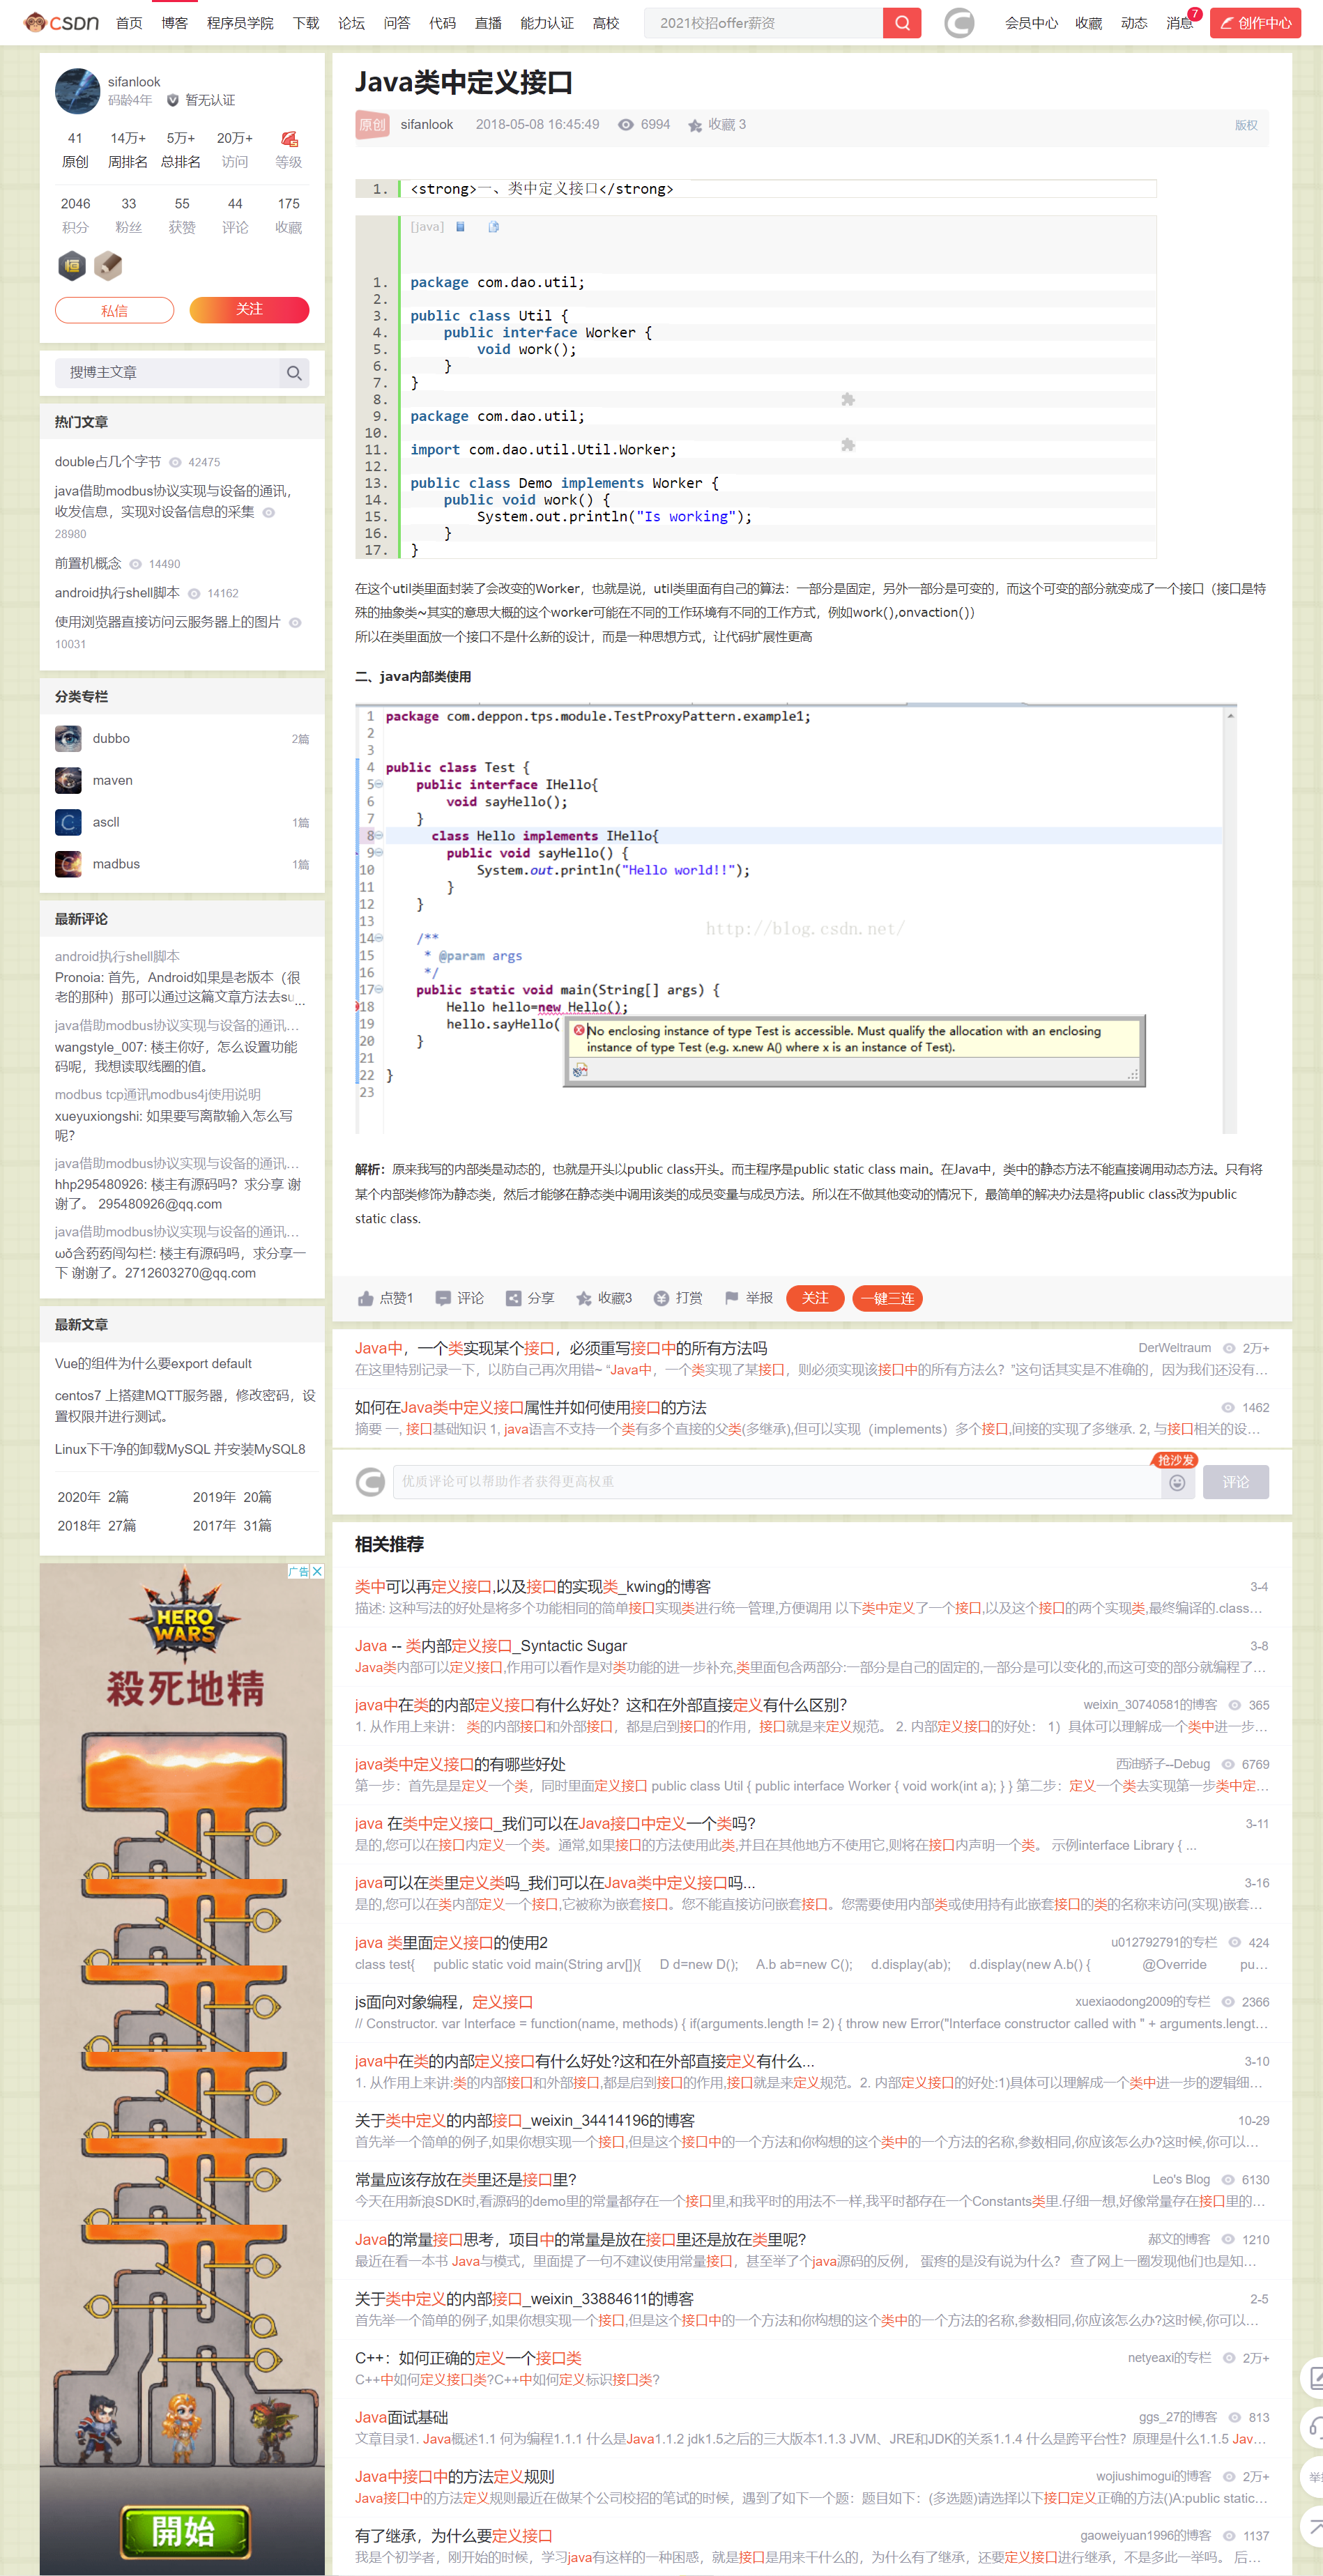 CSDN 首页 博客 程序员学院 下载 论坛 问答 代码 直播 能力认证 高校 2021校招offer薪资 会员中心 收藏 动态 消息 7 创作中心
sifanlook
码龄4年 暂无认证
41 14万+ 5万+ 20万+
原创 周排名 总排名 访问 等级
2046 33 55 44 175
积分 粉丝 获赞 评论 收藏
恒
私信 关注
搜博主文章
热门文章
double占几个字节 42475
java借助modbus协议实现与设备的通讯，
收发信息，实现对设备信息的采集
28980
前置机概念 14490
android执行shell脚本 14162
使用浏览器直接访问云服务器上的图片
10031
分类专栏
dubbo 2篇
maven
ascll 1篇
madbus 1篇
最新评论
android执行shell脚本
Pronoia: 首先，Android如果是老版本（很
老的那种）那可以通过这篇文章方法去su...
java借助modbus协议实现与设备的通讯…
wangstyle_007: 楼主你好，怎么设置功能
码呢，我想读取线圈的值。
modbus tcp通讯modbus4j使用说明
xueyuxiongshi: 如果要写离散输入怎么写
呢？
java借助modbus协议实现与设备的通讯…
hhp295480926: 楼主有源码吗？求分享 谢
谢了。 295480926@qq.com
java借助modbus协议实现与设备的通讯…
ωǒ含药药闯勾栏: 楼主有源码吗，求分享一
下 谢谢了。2712603270@qq.com
最新文章
Vue的组件为什么要export default
centos7 上搭建MQTT服务器，修改密码，设
置权限并进行测试。
Linux下干净的卸载MySQL 并安装MySQL8
2020年 2篇 2019年 20篇
2018年 27篇 2017年 31篇
广告
HERO
WARS
殺死地精
開始
Java类中定义接口
原创 sifanlook 2018-05-08 16:45:49 6994 收藏 3 版权
1. <strong>一、类中定义接口</strong>
[java]
1. package com.dao.util;
2.
3. public class Util {
4. public interface Worker {
5. void work();
6. }
7. }
8.
9. package com.dao.util;
10.
11. import com.dao.util.Util.Worker;
12.
13. public class Demo implements Worker {
14. public void work() {
15. System.out.println("Is working");
16. }
17. }
在这个util类里面封装了会改变的Worker，也就是说，util类里面有自己的算法：一部分是固定，另外一部分是可变的，而这个可变的部分就变成了一个接口（接口是特
殊的抽象类~其实的意思大概的这个worker可能在不同的工作环境有不同的工作方式，例如work(),onvaction()）
所以在类里面放一个接口不是什么新的设计，而是一种思想方式，让代码扩展性更高
二、java内部类使用
1 package com.deppon.tps.module.TestProxyPattern.example1;
2
3
4 public class Test {
5 public interface IHello{
6 void sayHello();
7 }
8 class Hello implements IHello{
9 public void sayHello() {
10 System.out.println("Hello world!!");
11 }
12 }
13
http://blog.csdn.net/
14 /**
15 * @param args
16 */
17 public static void main(String[] args) {
18 Hello hello=new Hello();
19 hello.sayHello(
20 }
21
22 }
23
No enclosing instance of type Test is accessible. Must qualify the allocation with an enclosing
instance of type Test (e.g. x.new A() where x is an instance of Test).
解析：原来我写的内部类是动态的，也就是开头以public class开头。而主程序是public static class main。在Java中，类中的静态方法不能直接调用动态方法。只有将
某个内部类修饰为静态类，然后才能够在静态类中调用该类的成员变量与成员方法。所以在不做其他变动的情况下，最简单的解决办法是将public class改为public
static class.
点赞1 评论 分享 收藏3 打赏 举报 关注 一键三连
Java中，一个类实现某个接口，必须重写接口中的所有方法吗 DerWeltraum 2万+
在这里特别记录一下，以防自己再次用错~ “Java中，一个类实现了某接口，则必须实现该接口中的所有方法么？”这句话其实是不准确的，因为我们还没有…
如何在Java类中定义接口属性并如何使用接口的方法 1462
摘要 一, 接口基础知识 1, java语言不支持一个类有多个直接的父类(多继承),但可以实现（implements）多个接口,间接的实现了多继承. 2, 与接口相关的设…
抢沙发
优质评论可以帮助作者获得更高权重 评论
相关推荐
类中可以再定义接口,以及接口的实现类_kwing的博客 3-4
描述: 这种写法的好处是将多个功能相同的简单接口实现类进行统一管理,方便调用 以下类中定义了一个接口,以及这个接口的两个实现类,最终编译的.class…
Java -- 类内部定义接口_Syntactic Sugar 3-8
Java类内部可以定义接口,作用可以看作是对类功能的进一步补充,类里面包含两部分:一部分是自己的固定的,一部分是可以变化的,而这可变的部分就编程了…
java中在类的内部定义接口有什么好处？这和在外部直接定义有什么区别？ weixin_30740581的博客 365
1. 从作用上来讲： 类的内部接口和外部接口，都是启到接口的作用，接口就是来定义规范。 2. 内部定义接口的好处： 1）具体可以理解成一个类中进一步…
java类中定义接口的有哪些好处 西油骄子--Debug 6769
第一步：首先是是定义一个类，同时里面定义接口 public class Util { public interface Worker { void work(int a); } } 第二步：定义一个类去实现第一步类中定…
java 在类中定义接口_我们可以在Java接口中定义一个类吗? 3-11
是的,您可以在接口内定义一个类。通常,如果接口的方法使用此类,并且在其他地方不使用它,则将在接口内声明一个类。 示例interface Library { ...
java可以在类里定义类吗_我们可以在Java类中定义接口吗... 3-16
是的,您可以在类内部定义一个接口,它被称为嵌套接口。您不能直接访问嵌套接口。您需要使用内部类或使用持有此嵌套接口的类的名称来访问(实现)嵌套…
java 类里面定义接口的使用2 u012792791的专栏 424
class test{ public static void main(String arv[]){ D d=new D(); A.b ab=new C(); d.display(ab); d.display(new A.b() { @Override pu…
js面向对象编程，定义接口 xuexiaodong2009的专栏 2366
// Constructor. var Interface = function(name, methods) { if(arguments.length != 2) { throw new Error("Interface constructor called with " + arguments.lengt…
java中在类的内部定义接口有什么好处?这和在外部直接定义有什么... 3-10
1. 从作用上来讲:类的内部接口和外部接口,都是启到接口的作用,接口就是来定义规范。2. 内部定义接口的好处:1)具体可以理解成一个类中进一步的逻辑细…
关于类中定义的内部接口_weixin_34414196的博客 10-29
首先举一个简单的例子,如果你想实现一个接口,但是这个接口中的一个方法和你构想的这个类中的一个方法的名称,参数相同,你应该怎么办?这时候,你可以…
常量应该存放在类里还是接口里? Leo's Blog 6130
今天在用新浪SDK时,看源码的demo里的常量都存在一个接口里,和我平时的用法不一样,我平时都存在一个Constants类里.仔细一想,好像常量存在接口里的…
Java的常量接口思考，项目中的常量是放在接口里还是放在类里呢? 郝文的博客 1210
最近在看一本书 Java与模式，里面提了一句不建议使用常量接口，甚至举了个java源码的反例， 蛋疼的是没有说为什么？ 查了网上一圈发现他们也是知…
关于类中定义的内部接口_weixin_33884611的博客 2-5
首先举一个简单的例子,如果你想实现一个接口,但是这个接口中的一个方法和你构想的这个类中的一个方法的名称,参数相同,你应该怎么办?这时候,你可以…
C++：如何正确的定义一个接口类 netyeaxi的专栏 2万+
C++中如何定义接口类?C++中如何定义标识接口类?
Java面试基础 ggs_27的博客 813
文章目录1. Java概述1.1 何为编程1.1.1 什么是Java1.1.2 jdk1.5之后的三大版本1.1.3 JVM、JRE和JDK的关系1.1.4 什么是跨平台性？原理是什么1.1.5 Jav…
Java中接口中的方法定义规则 wojiushimogui的博客 2万+
Java接口中的方法定义规则最近在做某个公司校招的笔试的时候，遇到了如下一个题：题目如下：(多选题)请选择以下接口定义正确的方法()A:public static…
有了继承，为什么要定义接口 gaoweiyuan1996的博客 1137
我是个初学者，刚开始的时候，学习java有这样的一种困惑，就是接口是用来干什么的，为什么有了继承，还要定义接口进行继承，不是多此一举吗。 后…